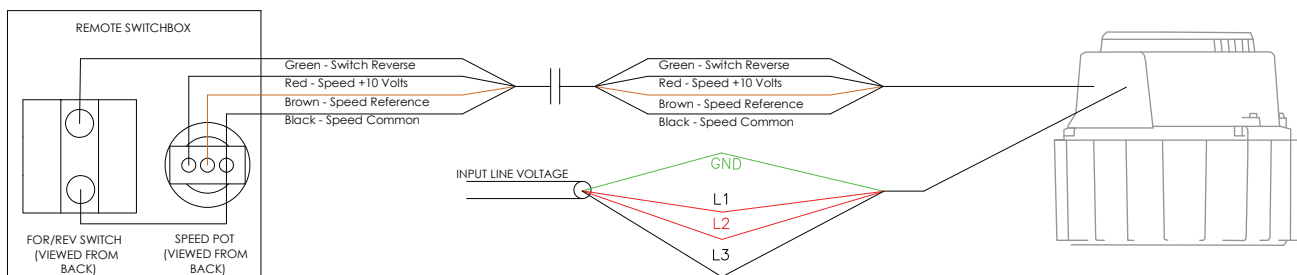 REMOTE SWITCHBOX
Green - Switch Reverse
Red - Speed +10 Volts
Brown - Speed Reference
Black - Speed Common
Green - Switch Reverse
Red - Speed +10 Volts
Brown - Speed Reference
Black - Speed Common
INPUT LINE VOLTAGE
GND
L1
L2
L3
FOR/REV SWITCH
(VIEWED FROM
BACK)
SPEED POT
(VIEWED FROM
BACK)